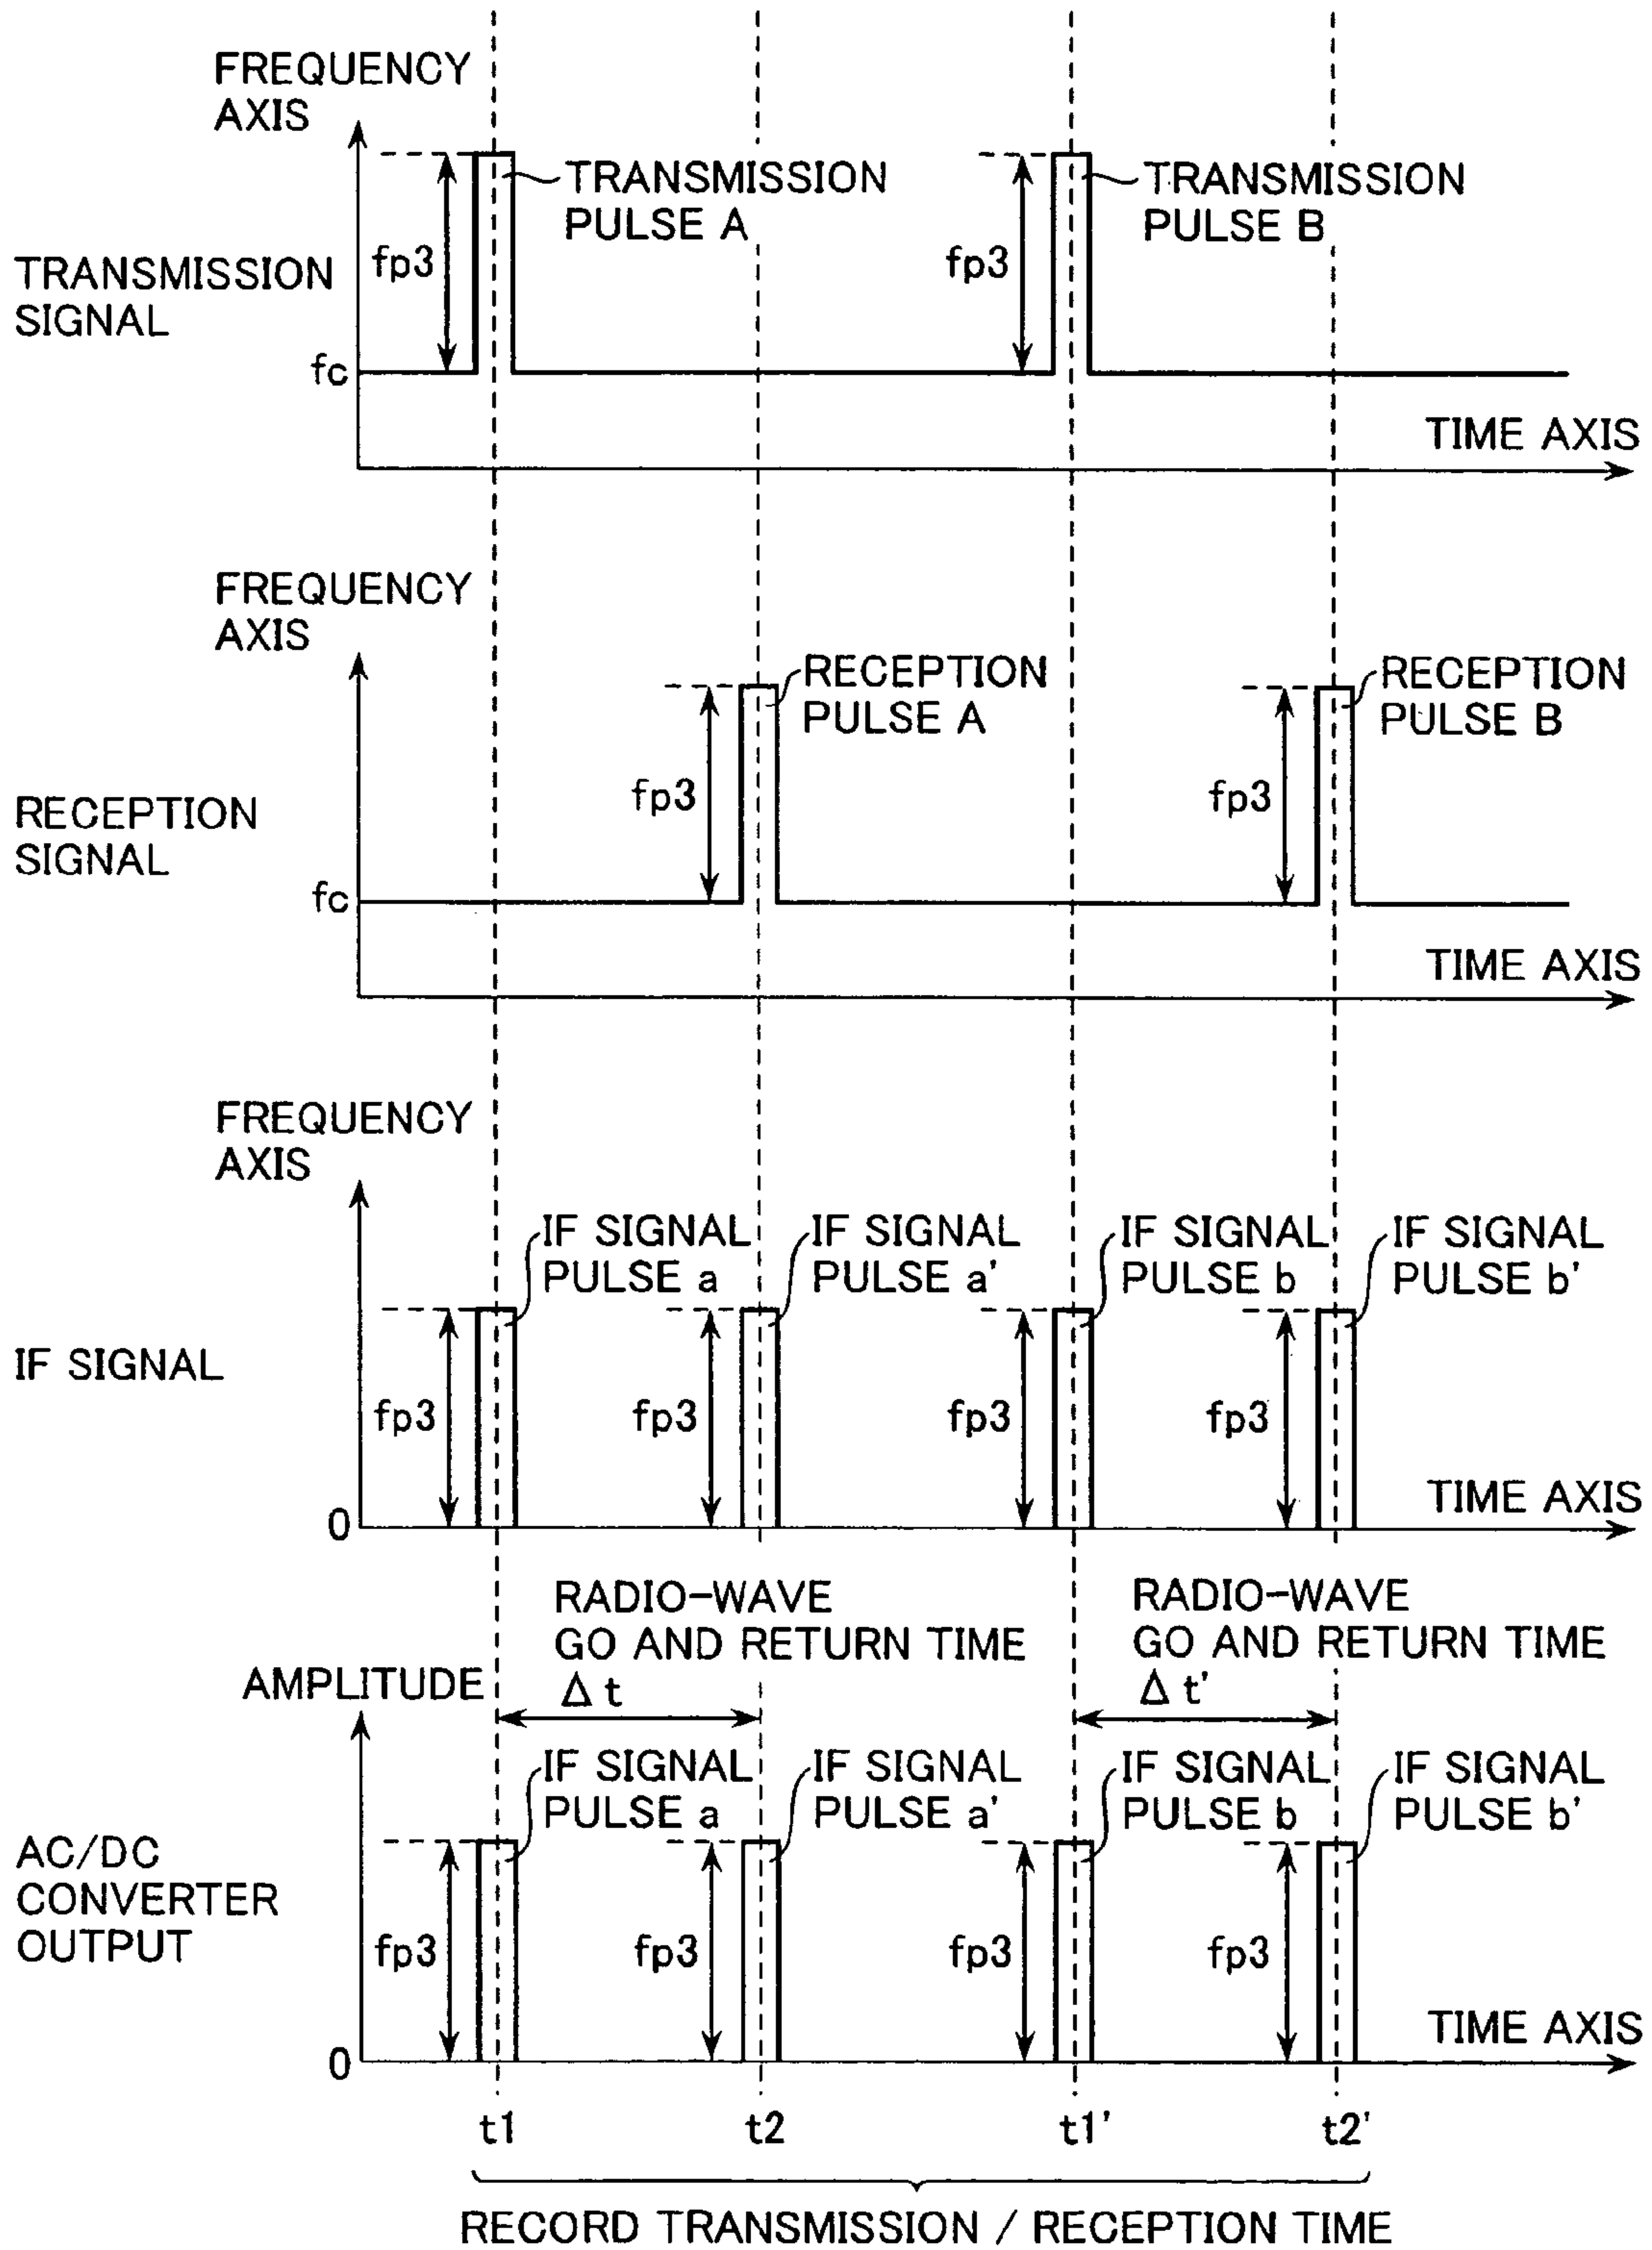 FREQUENCY
AXIS
TRANSMISSION
PULSE A
TRANSMISSION
PULSE B
fp3
fp3
TRANSMISSION
SIGNAL
fc
TIME AXIS
FREQUENCY
AXIS
RECEPTION
PULSE A
RECEPTION
PULSE B
fp3
fp3
RECEPTION
SIGNAL
fc
TIME AXIS
FREQUENCY
AXIS
IF SIGNAL
PULSE a
IF SIGNAL
PULSE a'
IF SIGNAL
PULSE b
IF SIGNAL
PULSE b'
IF SIGNAL
fp3
fp3
fp3
fp3
TIME AXIS
0
RADIO-WAVE
GO AND RETURN TIME
Δt
RADIO-WAVE
GO AND RETURN TIME
Δt'
AMPLITUDE
IF SIGNAL
PULSE a
IF SIGNAL
PULSE a'
IF SIGNAL
PULSE b
IF SIGNAL
PULSE b'
AC/DC
CONVERTER
OUTPUT
fp3
fp3
fp3
fp3
TIME AXIS
0
t1
t2
t1'
t2'
RECORD TRANSMISSION / RECEPTION TIME